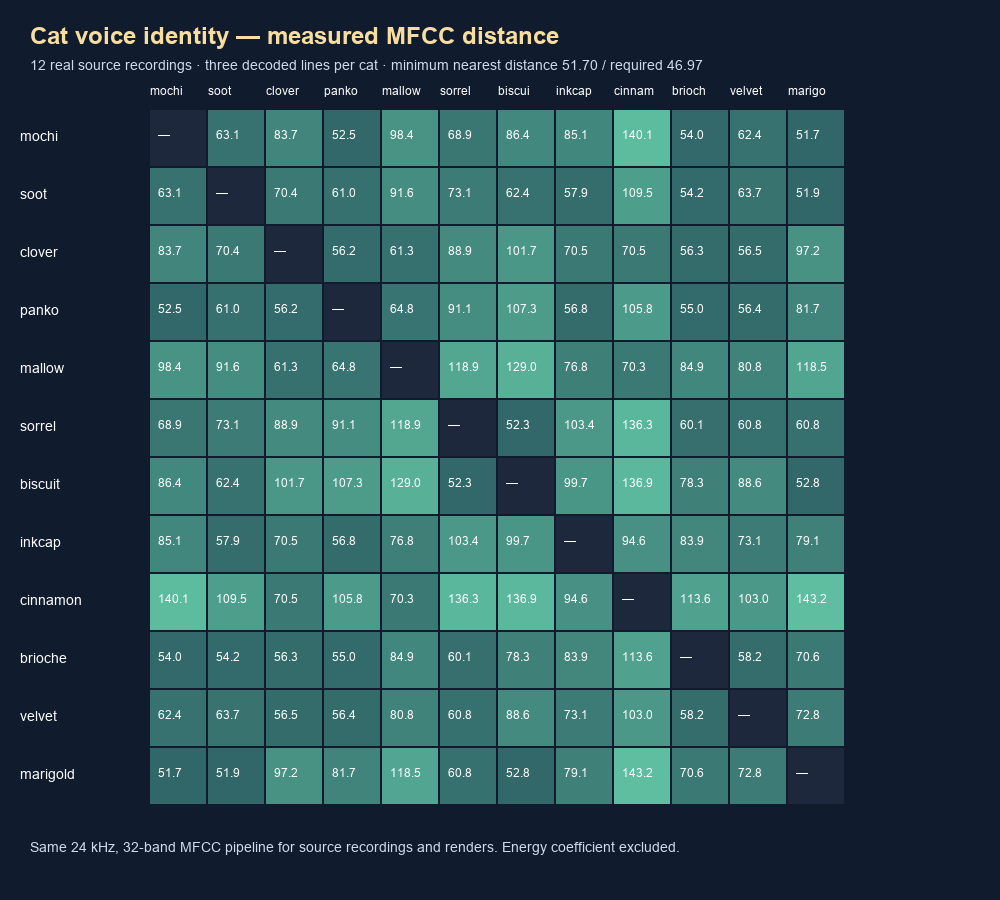 Cat voice identity — measured MFCC distance
12 real source recordings · three decoded lines per cat · minimum nearest distance 51.70 / required 46.97
mochi soot clover panko mallow sorrel biscui inkcap cinnam brioch velvet marigo
mochi — 63.1 83.7 52.5 98.4 68.9 86.4 85.1 140.1 54.0 62.4 51.7
soot 63.1 — 70.4 61.0 91.6 73.1 62.4 57.9 109.5 54.2 63.7 51.9
clover 83.7 70.4 — 56.2 61.3 88.9 101.7 70.5 70.5 56.3 56.5 97.2
panko 52.5 61.0 56.2 — 64.8 91.1 107.3 56.8 105.8 55.0 56.4 81.7
mallow 98.4 91.6 61.3 64.8 — 118.9 129.0 76.8 70.3 84.9 80.8 118.5
sorrel 68.9 73.1 88.9 91.1 118.9 — 52.3 103.4 136.3 60.1 60.8 60.8
biscuit 86.4 62.4 101.7 107.3 129.0 52.3 — 99.7 136.9 78.3 88.6 52.8
inkcap 85.1 57.9 70.5 56.8 76.8 103.4 99.7 — 94.6 83.9 73.1 79.1
cinnamon 140.1 109.5 70.5 105.8 70.3 136.3 136.9 94.6 — 113.6 103.0 143.2
brioche 54.0 54.2 56.3 55.0 84.9 60.1 78.3 83.9 113.6 — 58.2 70.6
velvet 62.4 63.7 56.5 56.4 80.8 60.8 88.6 73.1 103.0 58.2 — 72.8
marigold 51.7 51.9 97.2 81.7 118.5 60.8 52.8 79.1 143.2 70.6 72.8 —
Same 24 kHz, 32-band MFCC pipeline for source recordings and renders. Energy coefficient excluded.